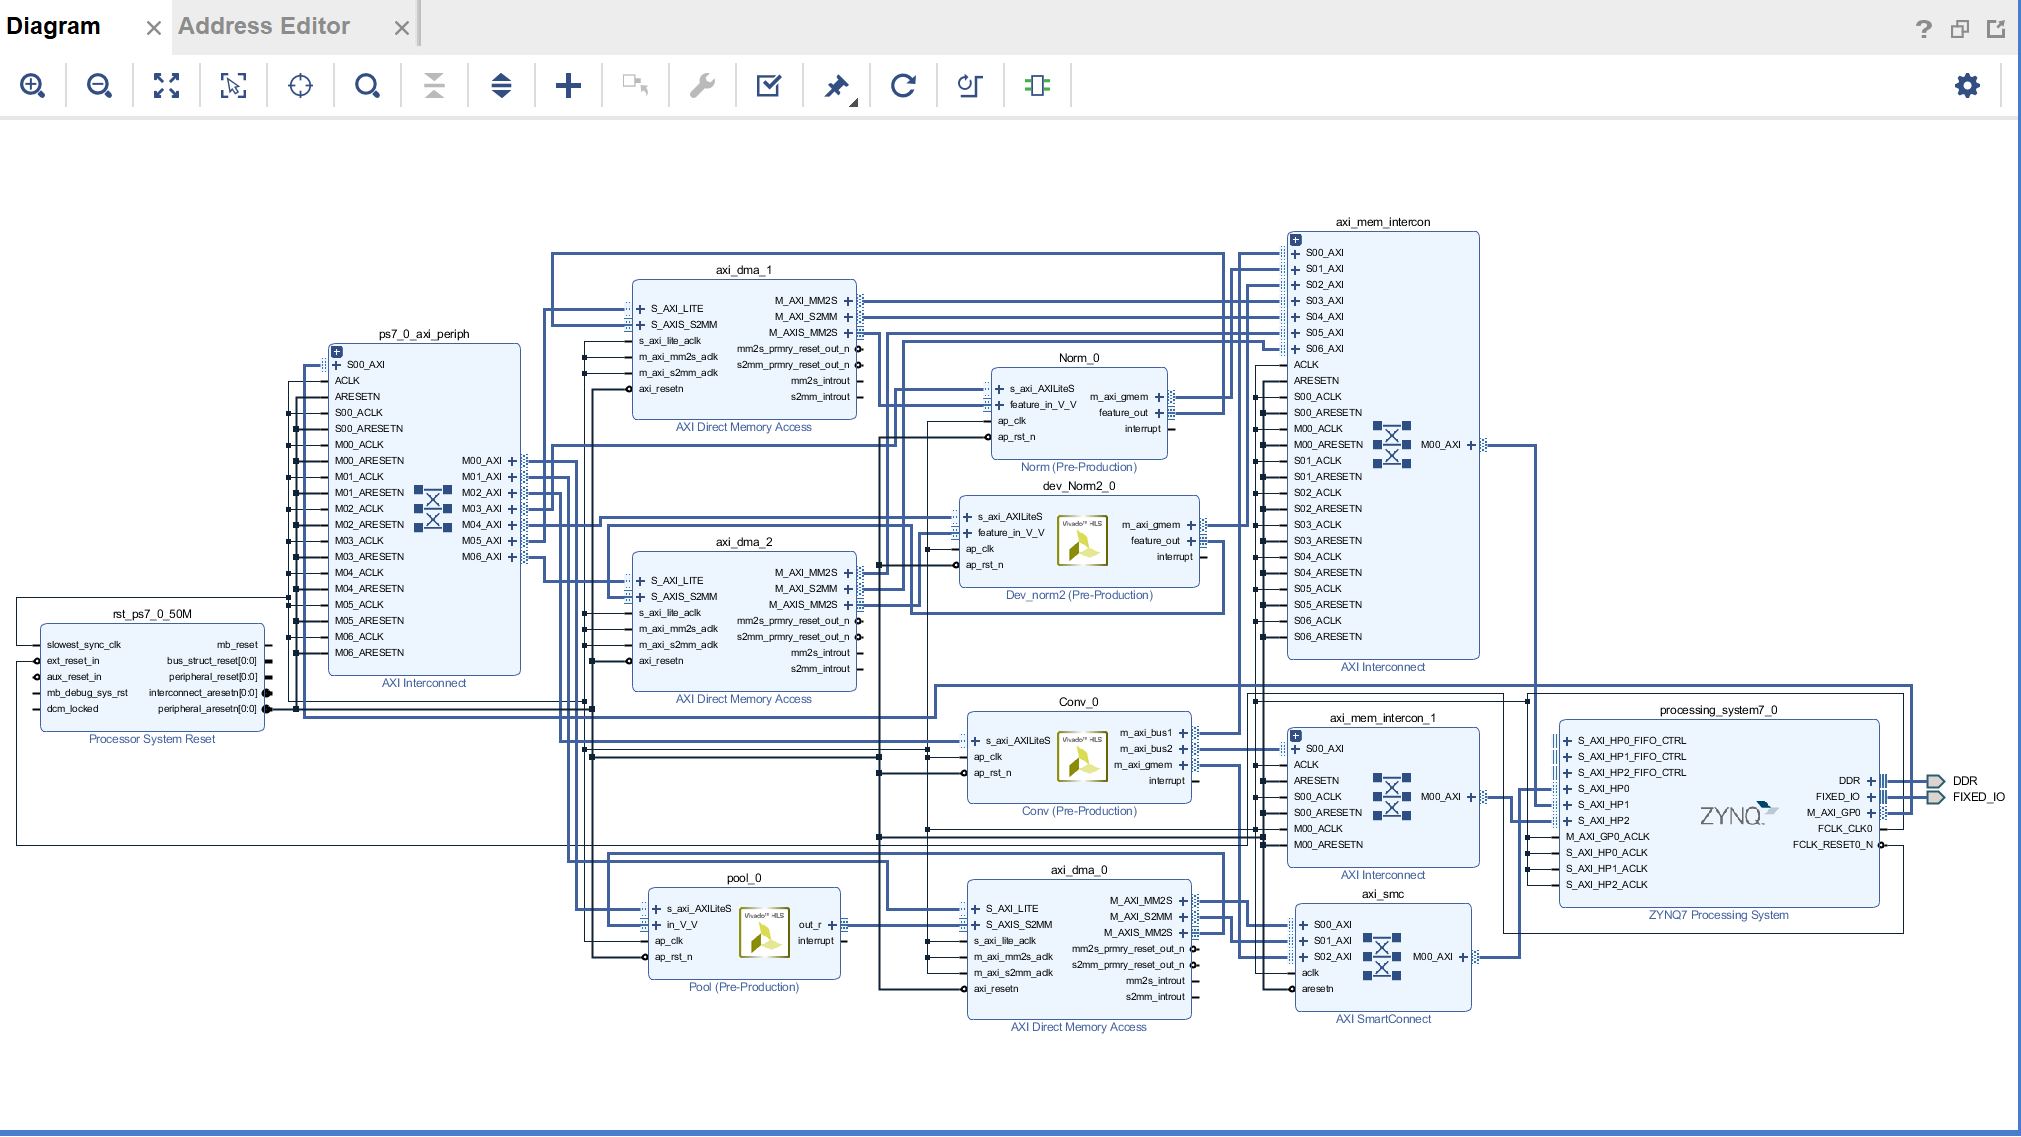 Diagram
Address Editor
axi_mem_intercon
S00_AXI
S01_AXI
S02_AXI
S03_AXI
S04_AXI
S05_AXI
S06_AXI
ACLK
ARESETN
S00_ACLK
S00_ARESETN
M00_ACLK
M00_ARESETN
S01_ACLK
S01_ARESETN
S02_ACLK
S02_ARESETN
S03_ACLK
S03_ARESETN
S04_ACLK
S04_ARESETN
S05_ACLK
S05_ARESETN
S06_ACLK
S06_ARESETN
M00_AXI
AXI Interconnect
axi_dma_1
S_AXI_LITE
S_AXIS_S2MM
s_axi_lite_aclk
m_axi_mm2s_aclk
m_axi_s2mm_aclk
axi_resetn
M_AXI_MM2S
M_AXI_S2MM
M_AXIS_MM2S
mm2s_prmry_reset_out_n
s2mm_prmry_reset_out_n
mm2s_introut
s2mm_introut
AXI Direct Memory Access
ps7_0_axi_periph
S00_AXI
ACLK
ARESETN
S00_ACLK
S00_ARESETN
M00_ACLK
M00_ARESETN
M01_ACLK
M01_ARESETN
M02_ACLK
M02_ARESETN
M03_ACLK
M03_ARESETN
M04_ACLK
M04_ARESETN
M05_ACLK
M05_ARESETN
M06_ACLK
M06_ARESETN
M00_AXI
M01_AXI
M02_AXI
M03_AXI
M04_AXI
M05_AXI
M06_AXI
AXI Interconnect
Norm_0
s_axi_AXILiteS
feature_in_V_V
ap_clk
ap_rst_n
m_axi_gmem
feature_out
interrupt
Norm (Pre-Production)
dev_Norm2_0
s_axi_AXILiteS
feature_in_V_V
ap_clk
ap_rst_n
Vivado™ HLS
m_axi_gmem
feature_out
interrupt
Dev_norm2 (Pre-Production)
axi_dma_2
S_AXI_LITE
S_AXIS_S2MM
s_axi_lite_aclk
m_axi_mm2s_aclk
m_axi_s2mm_aclk
axi_resetn
M_AXI_MM2S
M_AXI_S2MM
M_AXIS_MM2S
mm2s_prmry_reset_out_n
s2mm_prmry_reset_out_n
mm2s_introut
s2mm_introut
AXI Direct Memory Access
rst_ps7_0_50M
slowest_sync_clk
ext_reset_in
aux_reset_in
mb_debug_sys_rst
dcm_locked
mb_reset
bus_struct_reset[0:0]
peripheral_reset[0:0]
interconnect_aresetn[0:0]
peripheral_aresetn[0:0]
Processor System Reset
Conv_0
s_axi_AXILiteS
ap_clk
ap_rst_n
Vivado™ HLS
m_axi_bus1
m_axi_bus2
m_axi_gmem
interrupt
Conv (Pre-Production)
axi_mem_intercon_1
S00_AXI
ACLK
ARESETN
S00_ACLK
S00_ARESETN
M00_ACLK
M00_ARESETN
M00_AXI
AXI Interconnect
processing_system7_0
S_AXI_HP0_FIFO_CTRL
S_AXI_HP1_FIFO_CTRL
S_AXI_HP2_FIFO_CTRL
S_AXI_HP0
S_AXI_HP1
S_AXI_HP2
M_AXI_GP0_ACLK
S_AXI_HP0_ACLK
S_AXI_HP1_ACLK
S_AXI_HP2_ACLK
ZYNQ
DDR
FIXED_IO
M_AXI_GP0
FCLK_CLK0
FCLK_RESET0_N
ZYNQ7 Processing System
DDR
FIXED_IO
pool_0
s_axi_AXILiteS
in_V_V
ap_clk
ap_rst_n
Vivado™ HLS
out_r
interrupt
Pool (Pre-Production)
axi_dma_0
S_AXI_LITE
S_AXIS_S2MM
s_axi_lite_aclk
m_axi_mm2s_aclk
m_axi_s2mm_aclk
axi_resetn
M_AXI_MM2S
M_AXI_S2MM
M_AXIS_MM2S
mm2s_prmry_reset_out_n
s2mm_prmry_reset_out_n
mm2s_introut
s2mm_introut
AXI Direct Memory Access
axi_smc
S00_AXI
S01_AXI
S02_AXI
aclk
aresetn
M00_AXI
AXI SmartConnect